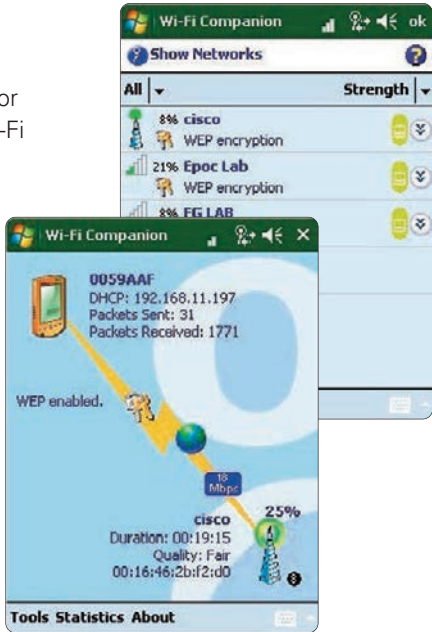 or
-Fi
Wi-Fi Companion ok
Show Networks
All Strength
8% cisco
WEP encryption
21% Epoc Lab
WEP encryption
8% FG LAB
Wi-Fi Companion
0059AAF
DHCP: 192.168.11.197
Packets Sent: 31
Packets Received: 1771
WEP enabled.
18
Mbps
25%
cisco
Duration: 00:19:15
Quality: Fair
00:16:46:2b:f2:d0
Tools Statistics About